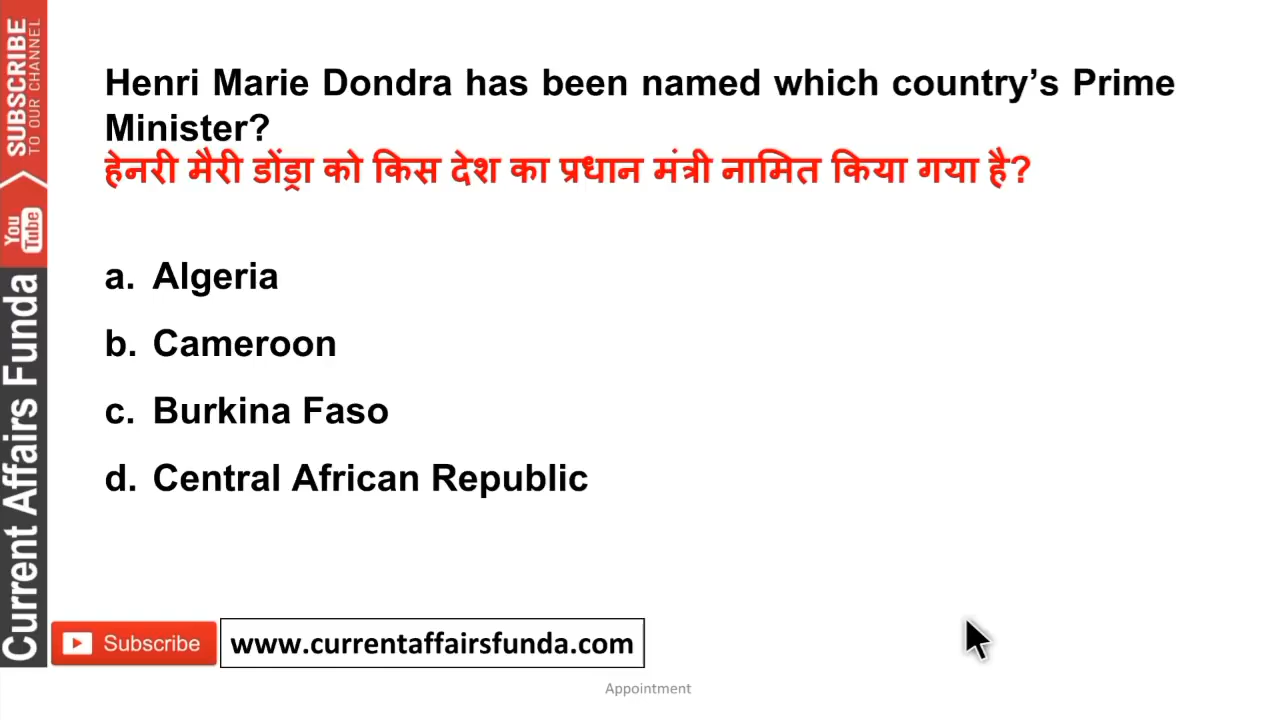 Henri Marie Dondra has been named which country’s Prime
Minister?
हेनरी मैरी डोंड्रा को किस देश का प्रधान मंत्री नामित किया गया है?
a. Algeria
b. Cameroon
c. Burkina Faso
d. Central African Republic
SUBSCRIBE
TO OUR CHANNEL
You
Tube
Current Affairs Funda
Subscribe
www.currentaffairsfunda.com
Appointment